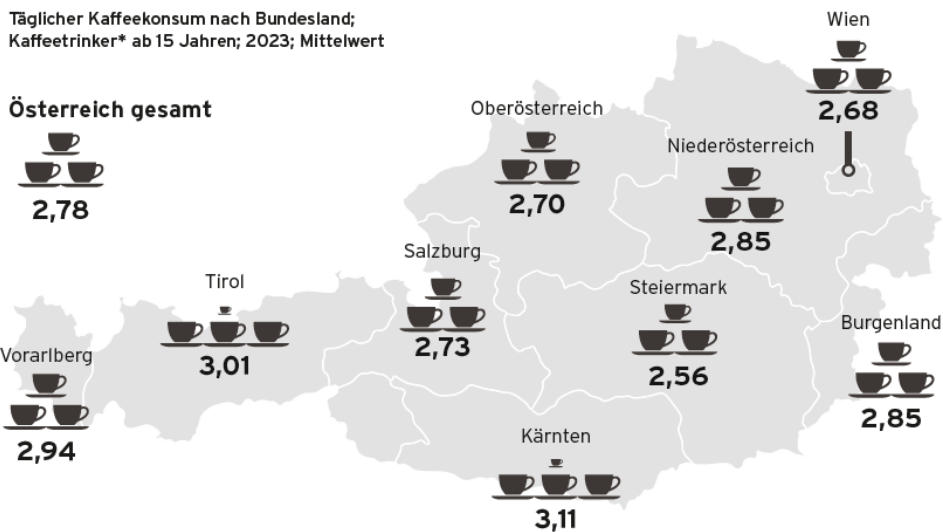 Täglicher Kaffeekonsum nach Bundesland;
Kaffeetrinker* ab 15 Jahren; 2023; Mittelwert
Österreich gesamt
2,78
Wien
2,68
Oberösterreich
2,70
Niederösterreich
2,85
Salzburg
2,73
Tirol
3,01
Steiermark
2,56
Burgenland
2,85
Vorarlberg
2,94
Kärnten
3,11